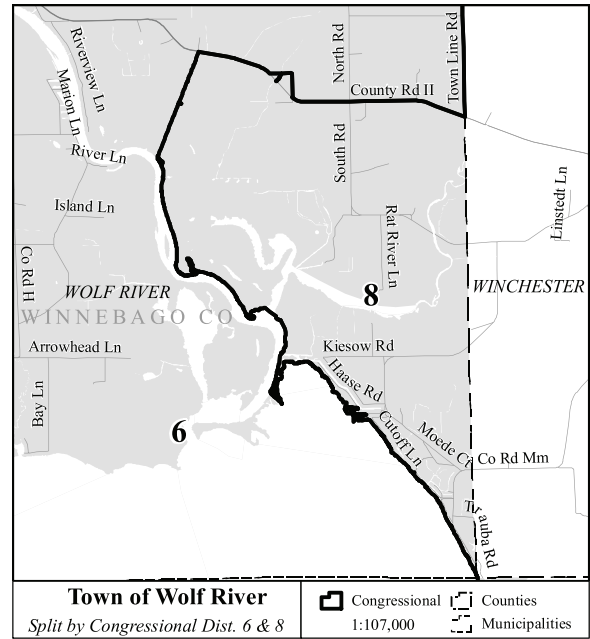 Riverview Ln
Marion Ln
North Rd
Town Line Rd
County Rd II
River Ln
South Rd
Linstedt Ln
Island Ln
Rat River Ln
Co Rd H
WOLF RIVER
8
WINCHESTER
WINNEBAGO CO
Arrowhead Ln
Kiesow Rd
Haase Rd
Bay Ln
6
Cutoff Ln
Moede Ct
Co Rd Mm
Trauba Rd
Town of Wolf River
Split by Congressional Dist. 6 & 8
Congressional
Counties
1:107,000
Municipalities